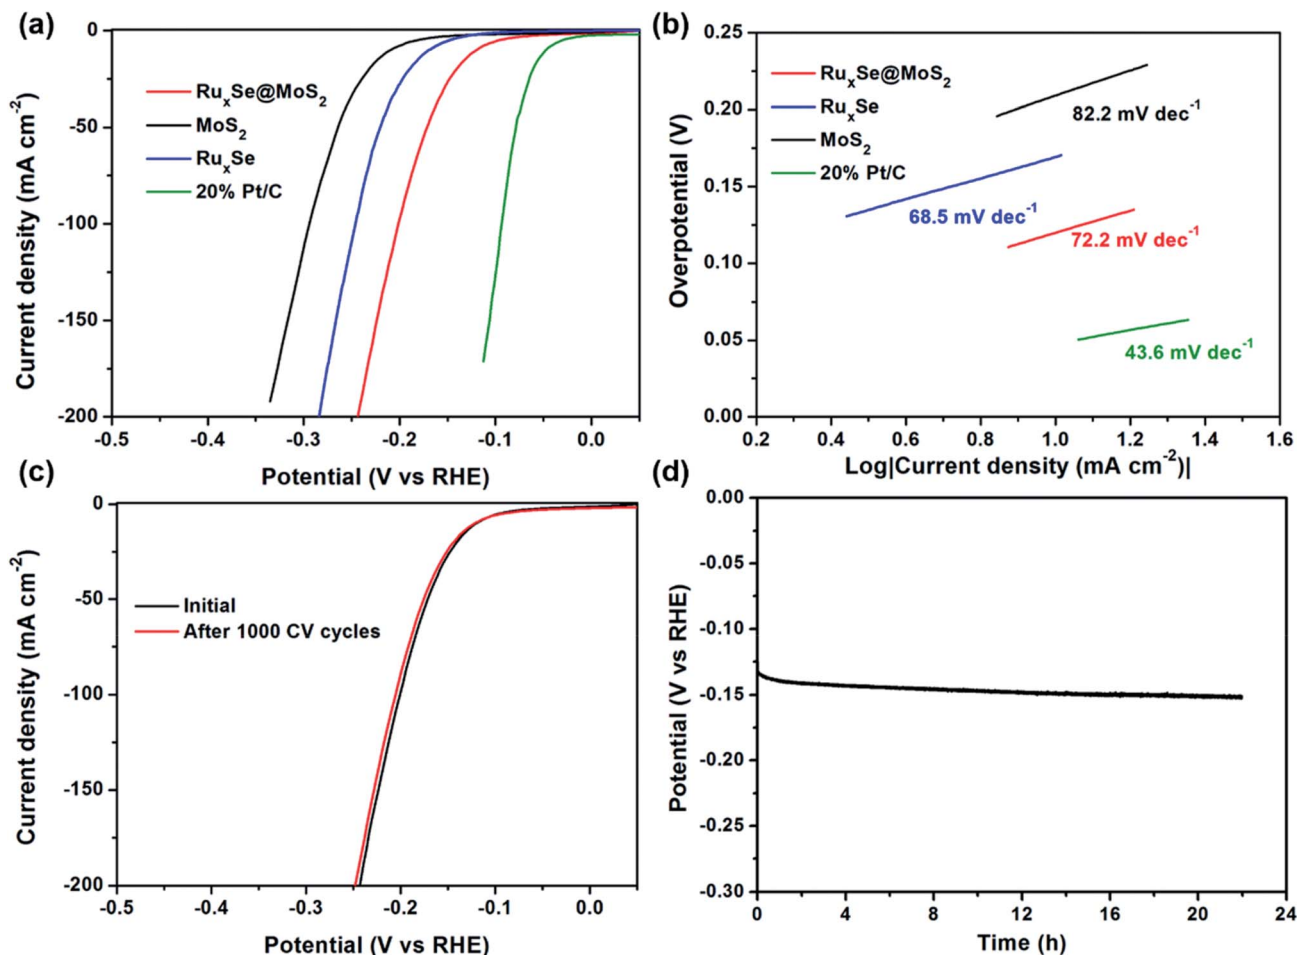 (a)
0
-50
-100
-150
-200
Current density (mA cm⁻²)
RuₓSe@MoS₂
MoS₂
RuₓSe
20% Pt/C
-0.5 -0.4 -0.3 -0.2 -0.1 0.0
Potential (V vs RHE)
(b)
0.25
0.20
0.15
0.10
0.05
0.00
Overpotential (V)
RuₓSe@MoS₂
RuₓSe
MoS₂
20% Pt/C
82.2 mV dec⁻¹
68.5 mV dec⁻¹
72.2 mV dec⁻¹
43.6 mV dec⁻¹
0.2 0.4 0.6 0.8 1.0 1.2 1.4 1.6
Log|Current density (mA cm⁻²)|
(c)
0
-50
-100
-150
-200
Current density (mA cm⁻²)
Initial
After 1000 CV cycles
-0.5 -0.4 -0.3 -0.2 -0.1 0.0
Potential (V vs RHE)
(d)
0.00
-0.05
-0.10
-0.15
-0.20
-0.25
-0.30
Potential (V vs RHE)
0 4 8 12 16 20 24
Time (h)